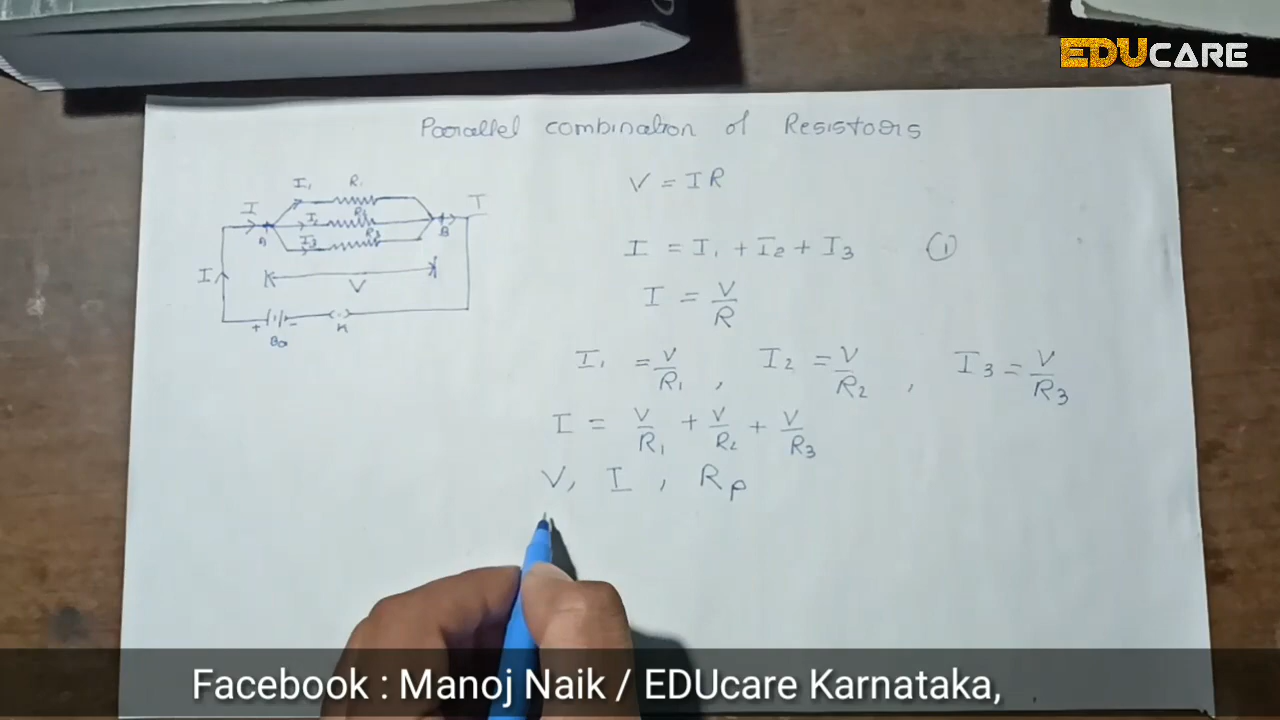 EDUCARE
Parallel combination of Resistors
V = IR
I = I1 + I2 + I3 ①
I = V/R
I1 = V/R1 , I2 = V/R2 , I3 = V/R3
I = V/R1 + V/R2 + V/R3
V, I, Rp
I1 R1
I I2 R2 T
A I3 R3 B
I K V
+ - K
Ba
Facebook : Manoj Naik / EDUcare Karnataka,